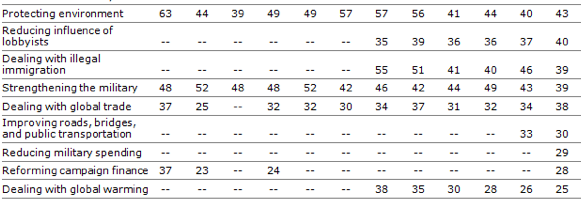 Protecting environment 63 44 39 49 49 57 57 56 41 44 40 43
Reducing influence of
lobbyists -- -- -- -- -- -- 35 39 36 36 37 40
Dealing with illegal
immigration -- -- -- -- -- -- 55 51 41 40 46 39
Strengthening the military 48 52 48 48 52 42 46 42 44 49 43 39
Dealing with global trade 37 25 -- 32 32 30 34 37 31 32 34 38
Improving roads, bridges,
and public transportation -- -- -- -- -- -- -- -- -- -- 33 30
Reducing military spending -- -- -- -- -- -- -- -- -- -- -- 29
Reforming campaign finance 37 23 -- 24 -- -- -- -- -- -- -- 28
Dealing with global warming -- -- -- -- -- -- 38 35 30 28 26 25